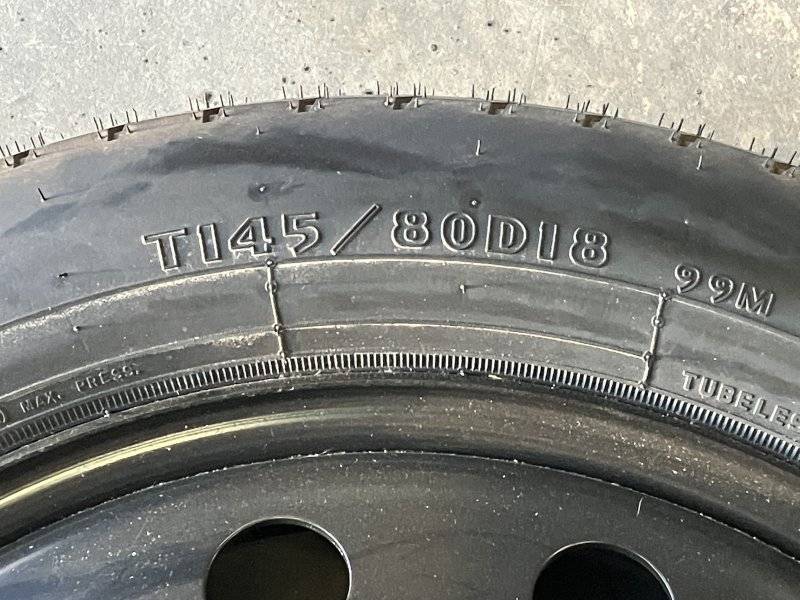 T145/80D18 99M
MAX. PRESS.
TUBELES